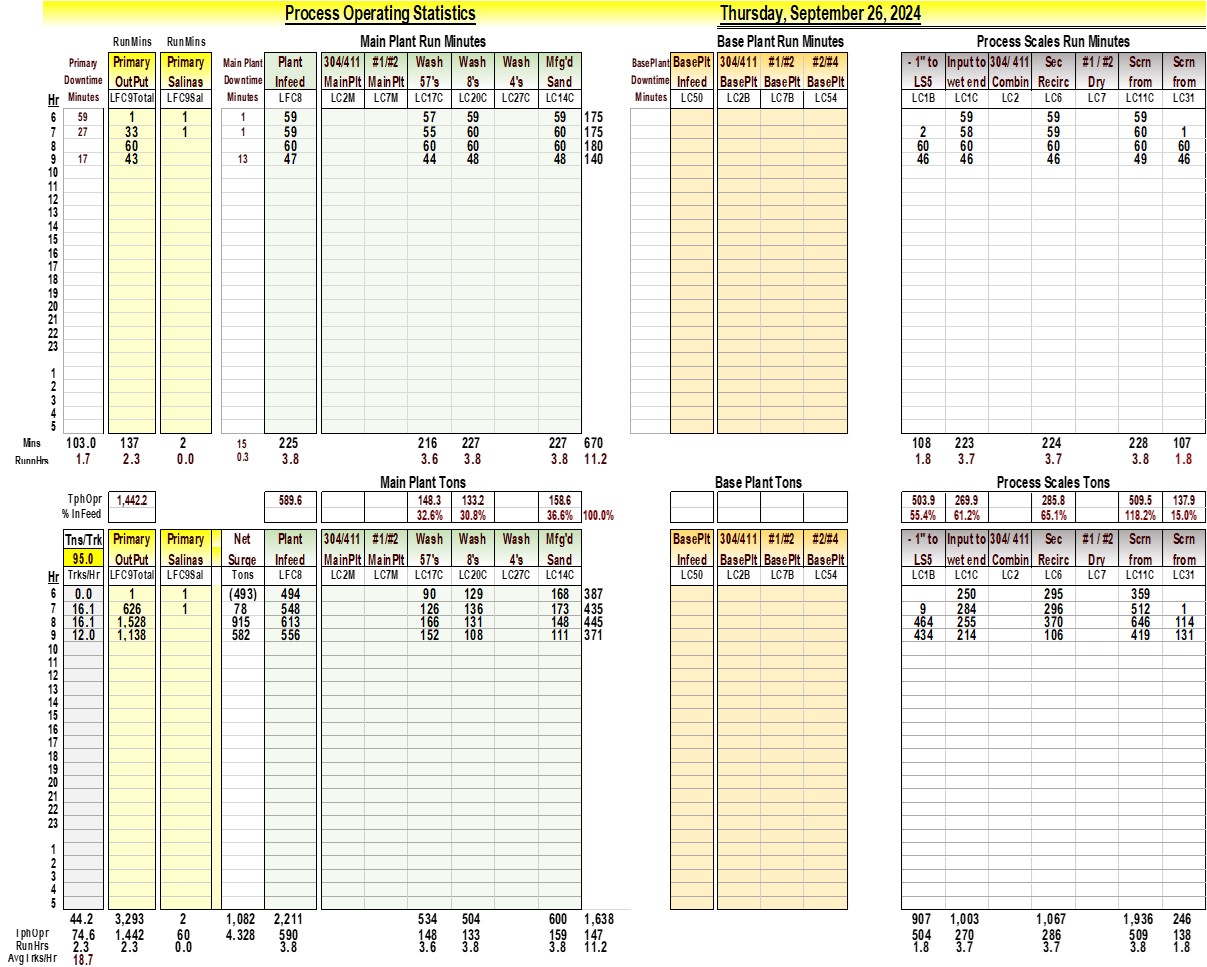 Process Operating Statistics Thursday, September 26, 2024
RunMins RunMins Main Plant Run Minutes Base Plant Run Minutes Process Scales Run Minutes
Primary Primary Primary Main Plant Plant 304/411 #1/#2 Wash Wash Wash Mfg'd BasePlant BasePlt 304/411 #1/#2 #2/#4 - 1" to Input to 304/ 411 Sec #1 / #2 Scrn Scrn
Downtime OutPut Salinas Downtime Infeed MainPlt MainPlt 57's 8's 4's Sand Downtime Infeed BasePlt BasePlt BasePlt LS5 wet end Combin Recirc Dry from from
Hr Minutes LFC9Total LFC9Sal Minutes LFC8 LC2M LC7M LC17C LC20C LC27C LC14C Minutes LC50 LC2B LC7B LC54 LC1B LC1C LC2 LC6 LC7 LC11C LC31
6 59 1 1 1 59 57 59 59 175 59 59 59
7 27 33 1 1 59 55 60 60 175 2 58 59 60 1
8 60 60 60 60 60 180 60 60 60 60 60
9 17 43 13 47 44 48 48 140 46 46 46 49 46
10
11
12
13
14
15
16
17
18
19
20
21
22
23
1
2
3
4
5
Mins 103.0 137 2 15 225 216 227 227 670 108 223 224 228 107
RunnHrs 1.7 2.3 0.0 0.3 3.8 3.6 3.8 3.8 11.2 1.8 3.7 3.7 3.8 1.8
Main Plant Tons Base Plant Tons Process Scales Tons
TphOpr 1,442.2 589.6 148.3 133.2 158.6 503.9 269.9 285.8 509.5 137.9
% InFeed 32.6% 30.8% 36.6% 100.0% 55.4% 61.2% 65.1% 118.2% 15.0%
Tns/Trk Primary Primary Net Plant 304/411 #1/#2 Wash Wash Wash Mfg'd BasePlt 304/411 #1/#2 #2/#4 - 1" to Input to 304/ 411 Sec #1 / #2 Scrn Scrn
95.0 OutPut Salinas Surge Infeed MainPlt MainPlt 57's 8's 4's Sand Infeed BasePlt BasePlt BasePlt LS5 wet end Combin Recirc Dry from from
Hr Trks/Hr LFC9Total LFC9Sal Tons LFC8 LC2M LC7M LC17C LC20C LC27C LC14C LC50 LC2B LC7B LC54 LC1B LC1C LC2 LC6 LC7 LC11C LC31
6 0.0 1 1 (493) 494 90 129 168 387 250 295 359
7 16.1 626 1 78 548 126 136 173 435 9 284 296 512 1
8 16.1 1,528 915 613 166 131 148 445 464 255 370 646 114
9 12.0 1,138 582 556 152 108 111 371 434 214 106 419 131
10
11
12
13
14
15
16
17
18
19
20
21
22
23
1
2
3
4
5
44.2 3,293 2 1,082 2,211 534 504 600 1,638 907 1,003 1,067 1,936 246
TphOpr 74.6 1,442 60 4.328 590 148 133 159 147 504 270 286 509 138
RunHrs 2.3 2.3 0.0 3.8 3.6 3.8 3.8 11.2 1.8 3.7 3.7 3.8 1.8
AvgTrks/Hr 18.7